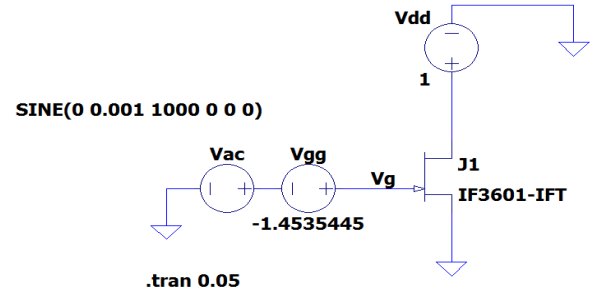 Vdd
1
SINE(0 0.001 1000 0 0 0)
Vac
Vgg
Vg
J1
IF3601-IFT
-1.4535445
.tran 0.05